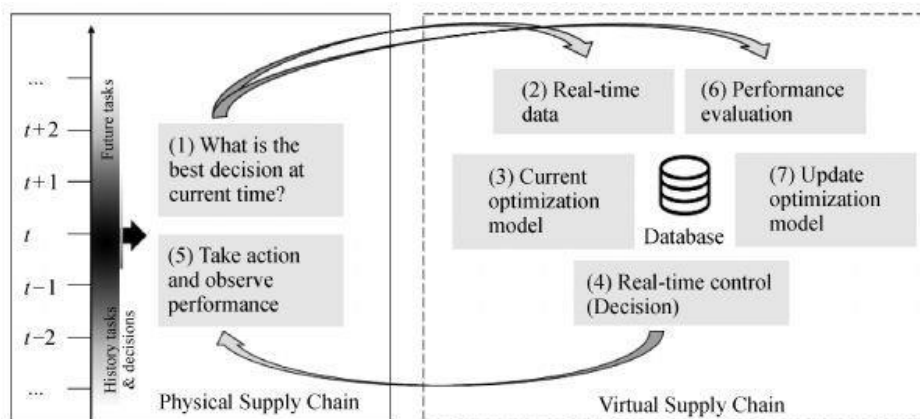 ...
t+2
t+1
t
t−1
t−2
...
Future tasks
History tasks
& decisions
(1) What is the
best decision at
current time?
(5) Take action
and observe
performance
Physical Supply Chain
(2) Real-time
data
(6) Performance
evaluation
(3) Current
optimization
model
Database
(7) Update
optimization
model
(4) Real-time control
(Decision)
Virtual Supply Chain